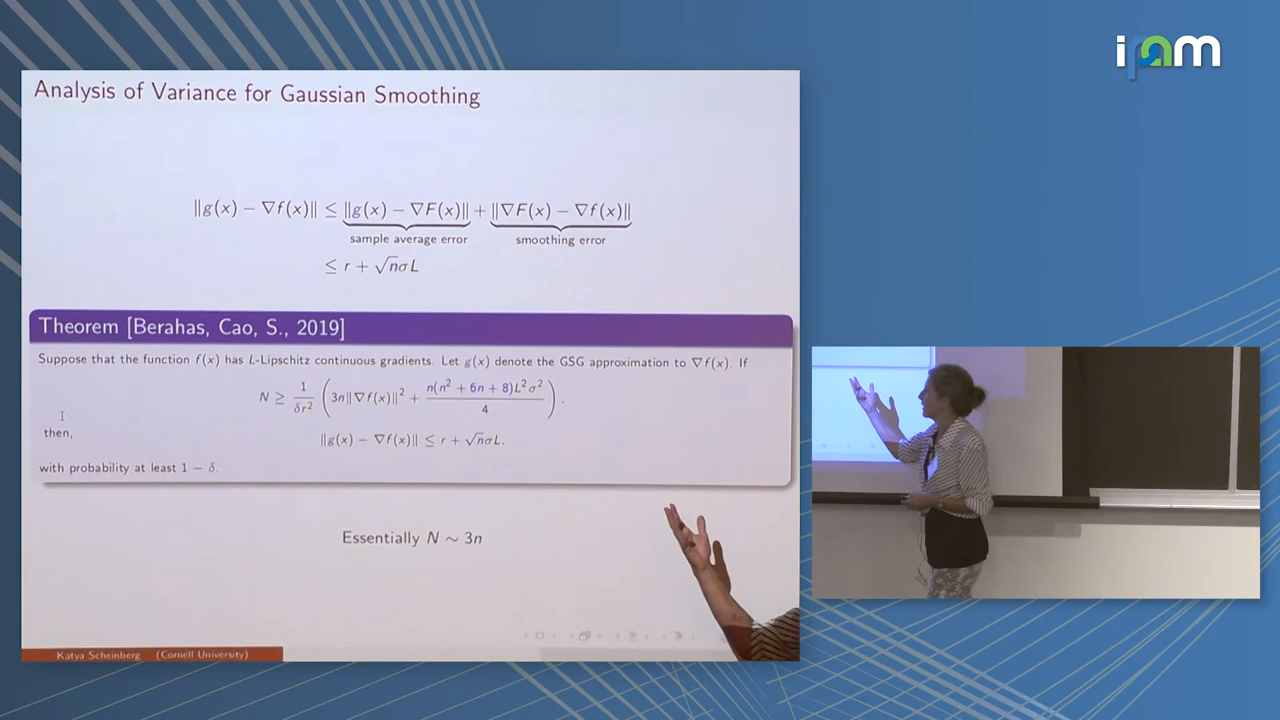 ipam
Analysis of Variance for Gaussian Smoothing
‖g(x) − ∇f(x)‖ ≤ ‖g(x) − ∇F(x)‖ + ‖∇F(x) − ∇f(x)‖
sample average error smoothing error
≤ r + √nσL
Theorem [Berahas, Cao, S., 2019]
Suppose that the function f(x) has L-Lipschitz continuous gradients. Let g(x) denote the GSG approximation to ∇f(x). If
N ≥ 1/δr² (3n‖∇f(x)‖² + n(n² + 6n + 8)L²σ²/4).
then,
‖g(x) − ∇f(x)‖ ≤ r + √nσL.
with probability at least 1 − δ.
Essentially N ∼ 3n
Katya Scheinberg (Cornell University)